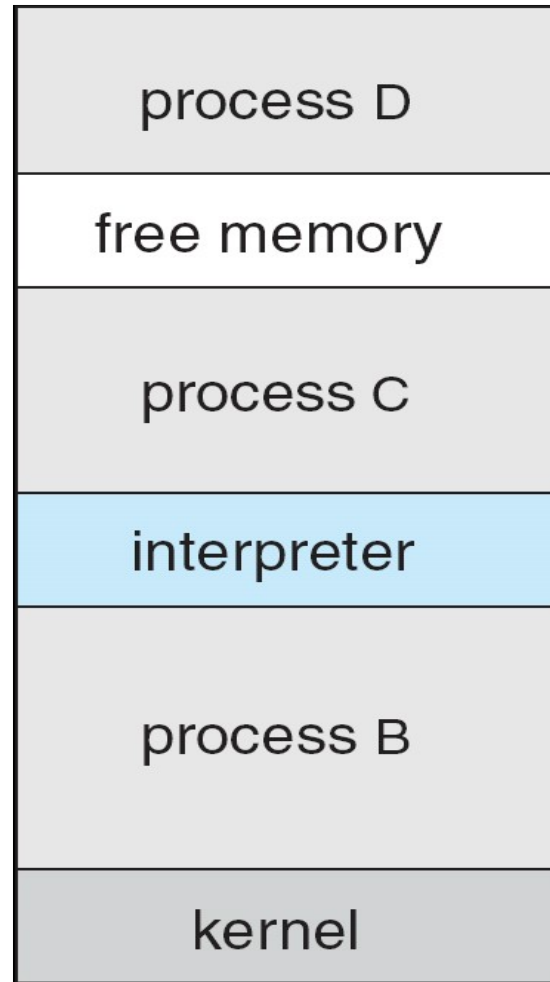 process D
free memory
process C
interpreter
process B
kernel